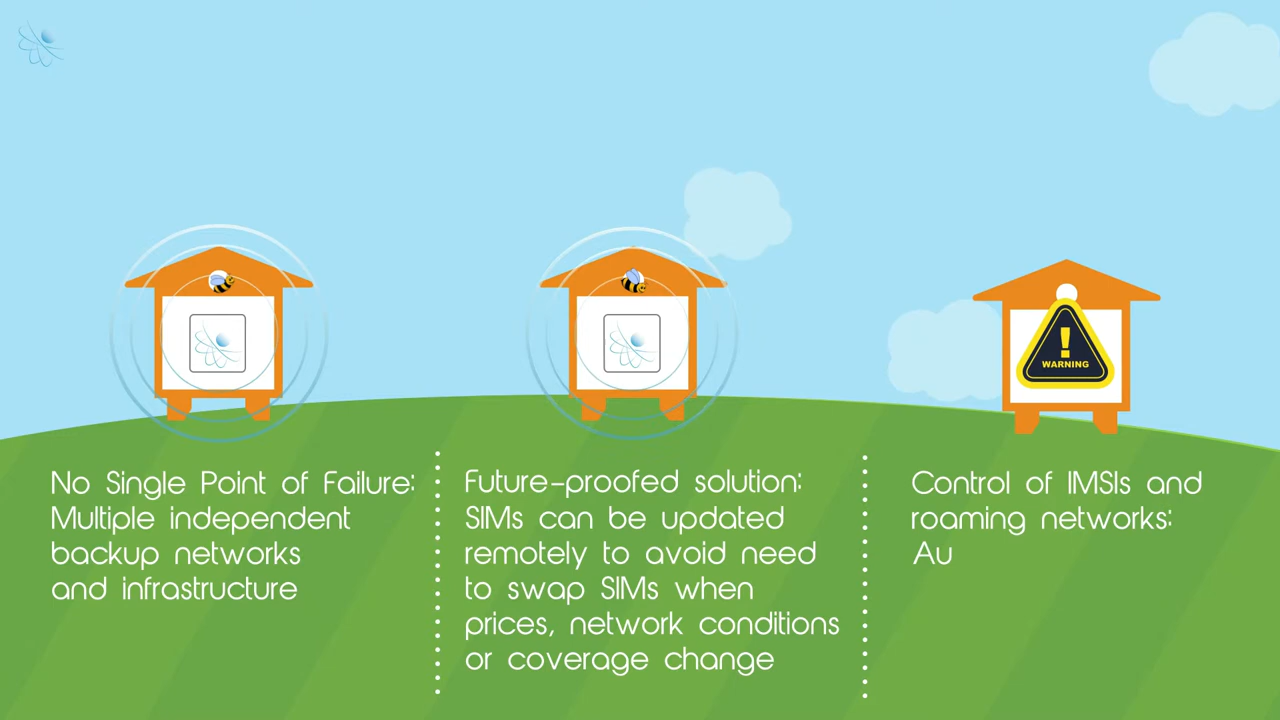 WARNING
No Single Point of Failure:
Multiple independent
backup networks
and infrastructure
Future-proofed solution:
SIMs can be updated
remotely to avoid need
to swap SIMs when
prices, network conditions
or coverage change
Control of IMSIs and
roaming networks:
Au